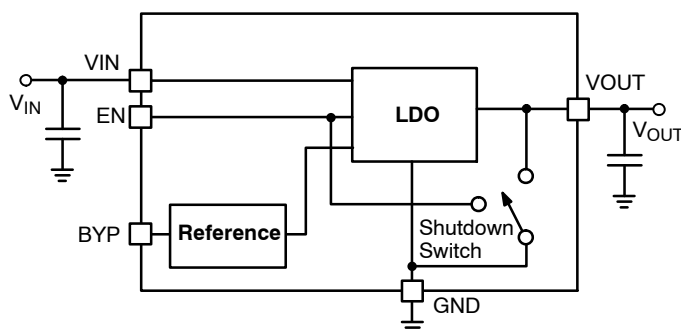 VIN
VOUT
VIN
EN
LDO
VOUT
BYP
Reference
Shutdown
Switch
GND